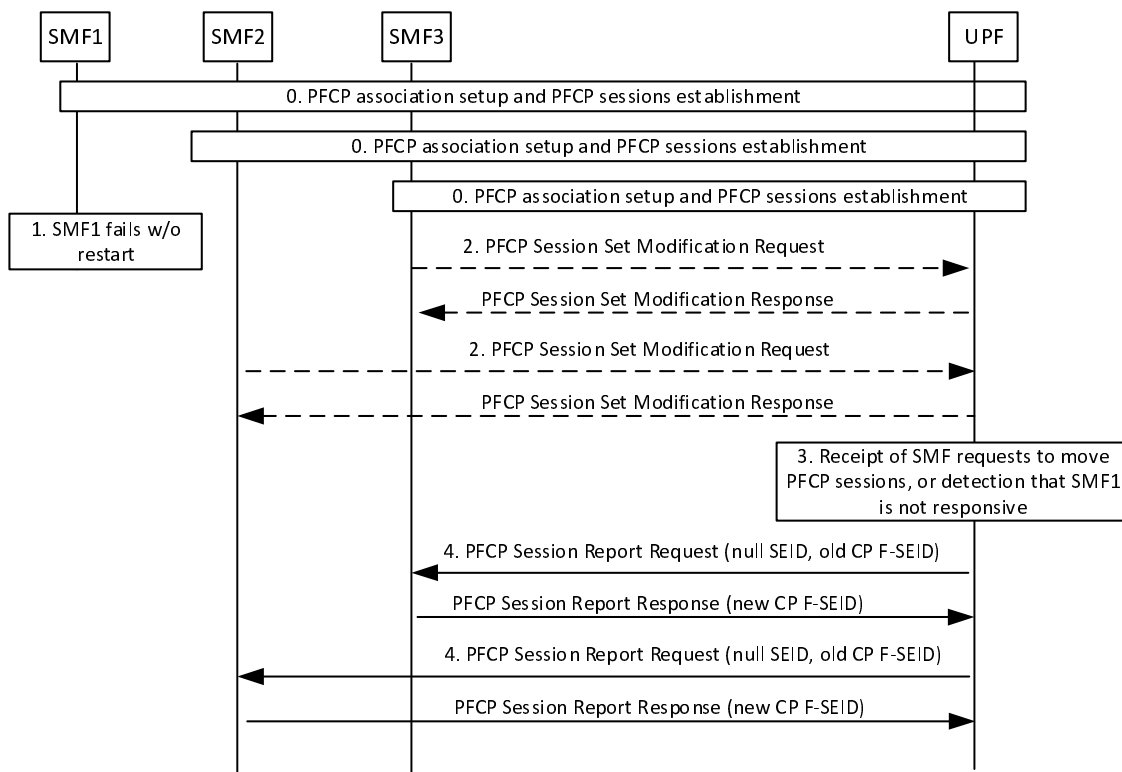 SMF1
SMF2
SMF3
UPF
0. PFCP association setup and PFCP sessions establishment
0. PFCP association setup and PFCP sessions establishment
0. PFCP association setup and PFCP sessions establishment
1. SMF1 fails w/o
restart
2. PFCP Session Set Modification Request
PFCP Session Set Modification Response
2. PFCP Session Set Modification Request
PFCP Session Set Modification Response
3. Receipt of SMF requests to move
PFCP sessions, or detection that SMF1
is not responsive
4. PFCP Session Report Request (null SEID, old CP F-SEID)
PFCP Session Report Response (new CP F-SEID)
4. PFCP Session Report Request (null SEID, old CP F-SEID)
PFCP Session Report Response (new CP F-SEID)